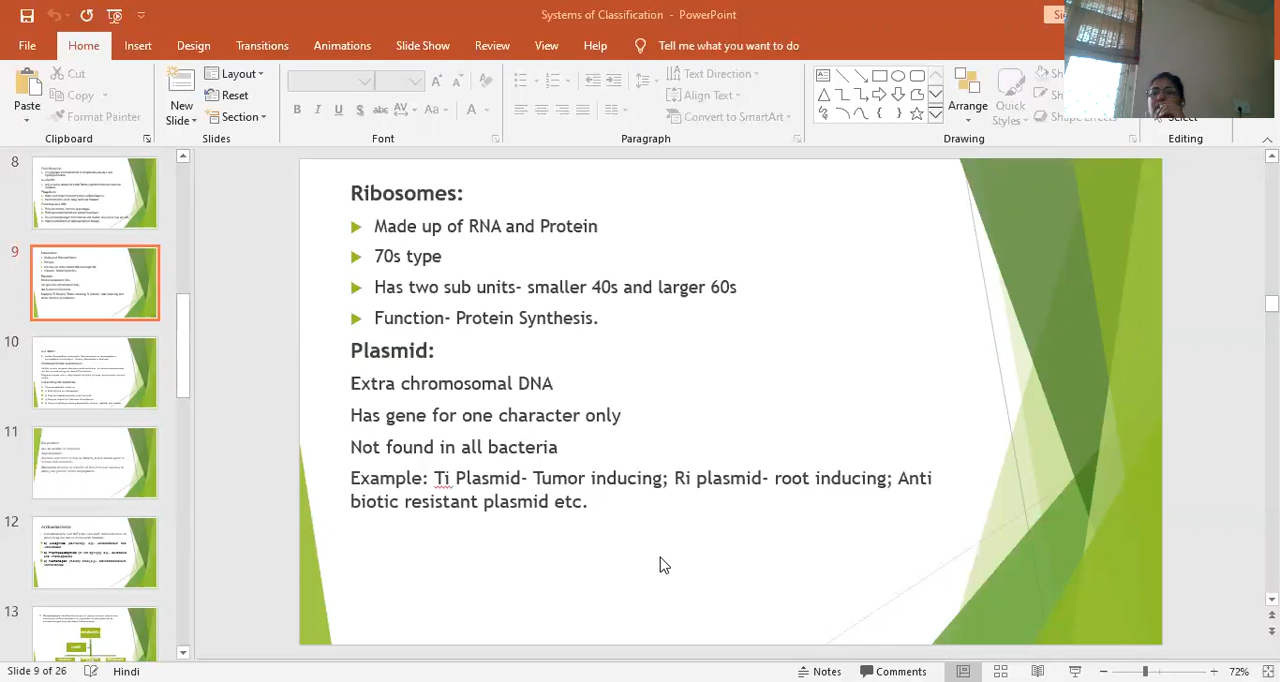 Systems of Classification - PowerPoint
File Home Insert Design Transitions Animations Slide Show Review View Help Tell me what you want to do
Cut
Copy
Format Painter
Paste
Clipboard
New
Slide
Layout
Reset
Section
Slides
Font
Text Direction
Align Text
Convert to SmartArt
Paragraph
Arrange
Quick
Styles
Shape Effects
Drawing
Select
Editing
8
9
10
11
12
13
Ribosomes:
Made up of RNA and Protein
70s type
Has two sub units- smaller 40s and larger 60s
Function- Protein Synthesis.
Plasmid:
Extra chromosonal DNA
Has gene for one character only
Not found in all bacteria
Example: Ti Plasmid- Tumor inducing; Ri plasmid- root inducing; Anti
biotic resistant plasmid etc.
Slide 9 of 26 Hindi Notes Comments 72%